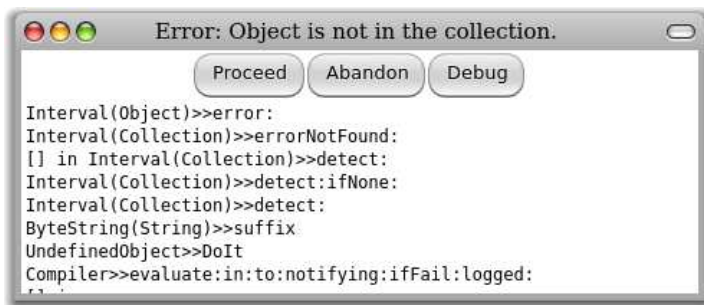 Error: Object is not in the collection.
Proceed Abandon Debug
Interval(Object)>>error:
Interval(Collection)>>errorNotFound:
[] in Interval(Collection)>>detect:
Interval(Collection)>>detect:ifNone:
Interval(Collection)>>detect:
ByteString(String)>>suffix
UndefinedObject>>DoIt
Compiler>>evaluate:in:to:notifying:ifFail:logged: